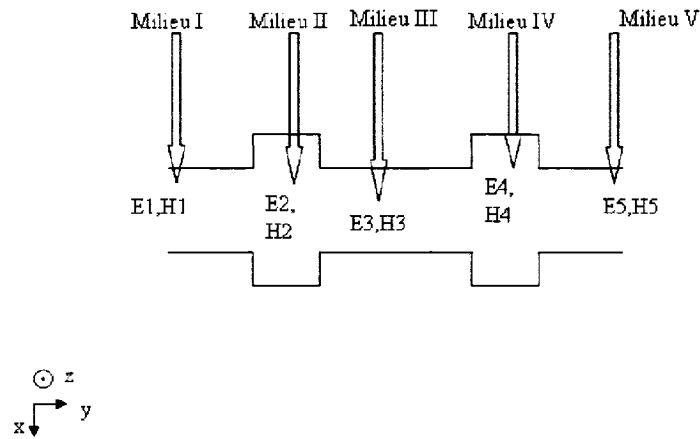 Milieu I
Milieu II
Milieu III
Milieu IV
Milieu V
E1,H1
E2,
H2
E3,H3
E4,
H4
E5,H5
z
x
y